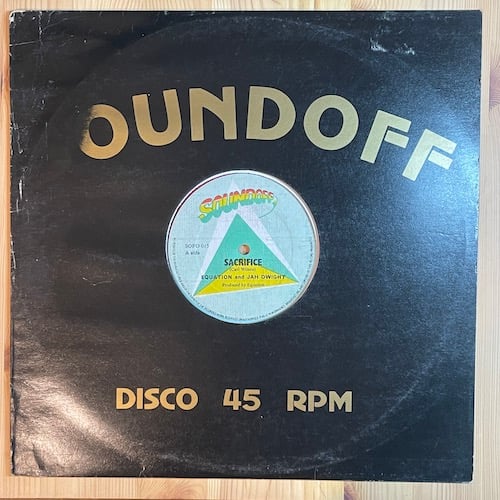 OUNDOFF
SOUNDOFF
SACRIFICE
A side
EQUATION and JAH DWIGHT
Produced by Equation
DISCO 45 RPM